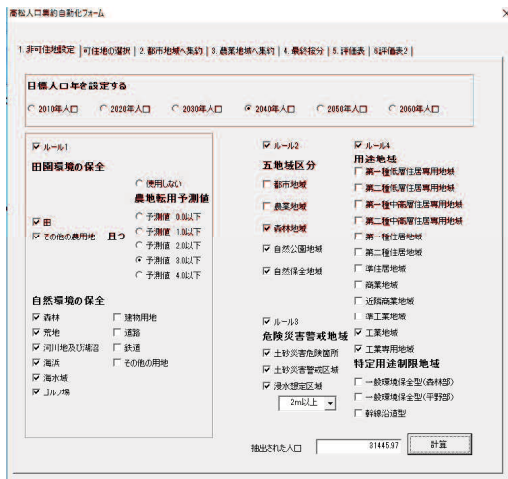 高松人口集約自動化フォーム
1. 非可住地設定 可住地の選択 2. 都市地域へ集約 3. 農業地域へ集約 4. 最終按分 5. 評価表 6評価表2
目標人口年を設定する
2010年人口 2020年人口 2030年人口 2040年人口 2050年人口 2060年人口
ルール1
田園環境の保全
使用しない
農地転用予測値
予測値 0.0以下
田
予測値 1.0以下
その他の農用地 且つ
予測値 2.0以下
予測値 3.0以下
予測値 4.0以下
自然環境の保全
森林 建物用地
荒地 道路
河川地及び湖沼 鉄道
海浜 その他の用地
海水域
ゴルフ場
ルール2
五地域区分
都市地域
農業地域
森林地域
自然公園地域
自然保全地域
ルール3
危険災害警戒地域
土砂災害危険箇所
土砂災害警戒区域
浸水想定区域
2m以上
ルール4
用途地域
第一種低層住居専用地域
第二種低層住居専用地域
第一種中高層住居専用地域
第二種中高層住居専用地域
第一種住居地域
第二種住居地域
準住居地域
商業地域
近隣商業地域
準工業地域
工業地域
工業専用地域
特定用途制限地域
一般環境保全型(森林部)
一般環境保全型(平野部)
幹線沿道型
抽出された人口 31445.97 計算